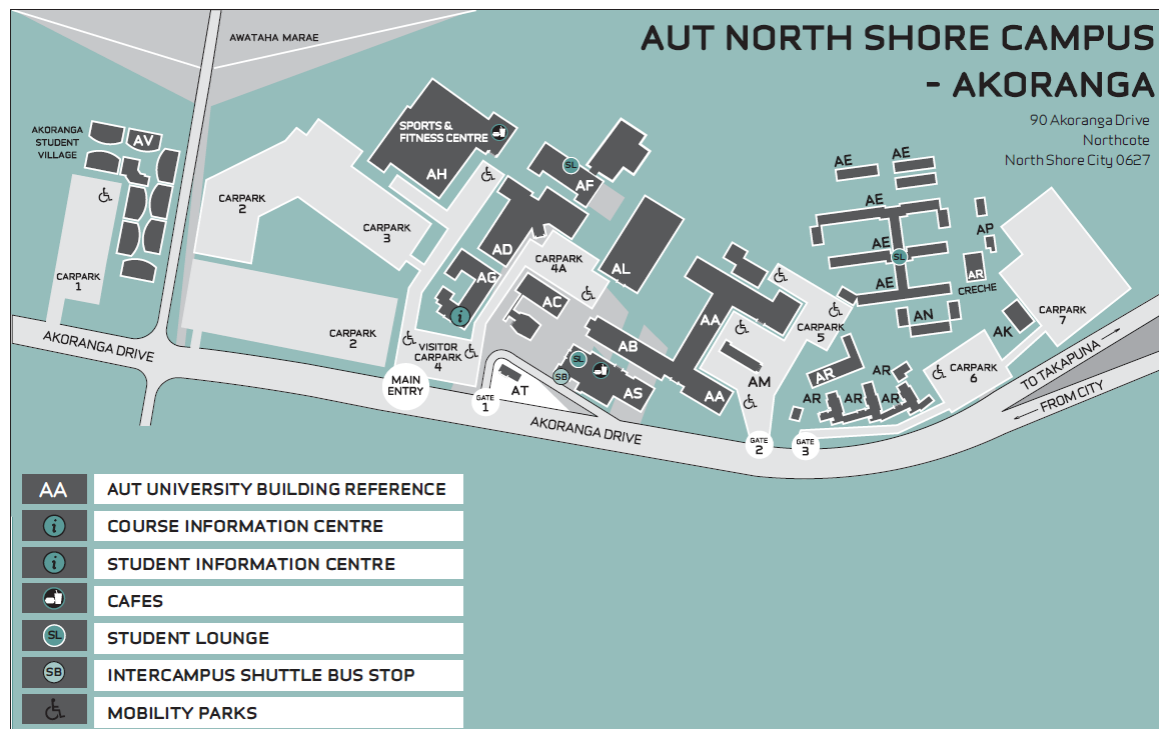 AUT NORTH SHORE CAMPUS
- AKORANGA
90 Akoranga Drive
Northcote
North Shore City 0627
AWATAHA MARAE
AKORANGA
STUDENT
VILLAGE
AV
CARPARK
1
CARPARK
2
CARPARK
3
CARPARK
2
SPORTS &
FITNESS CENTRE
AH
SL
AF
AD
CARPARK
4A
AL
AG
i
AC
VISITOR
CARPARK
4
MAIN
ENTRY
GATE
1
AT
SL
SB
AS
AB
AA
AA
AM
CARPARK
5
AE
AE
AE
AE
SL
AE
AP
AR
CRECHE
AN
AK
CARPARK
7
CARPARK
6
AR
AR
AR
AR
AR
GATE
2
GATE
3
AKORANGA DRIVE
AKORANGA DRIVE
TO TAKAPUNA
FROM CITY
AA AUT UNIVERSITY BUILDING REFERENCE
i COURSE INFORMATION CENTRE
i STUDENT INFORMATION CENTRE
CAFES
SL STUDENT LOUNGE
SB INTERCAMPUS SHUTTLE BUS STOP
MOBILITY PARKS